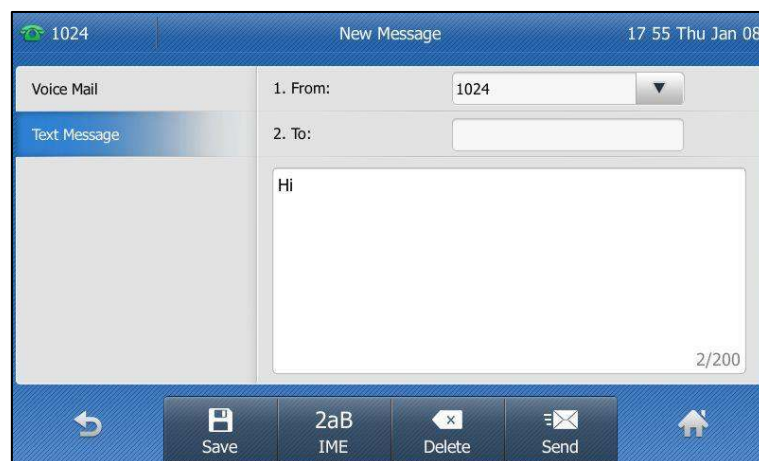 1024 New Message 17 55 Thu Jan 08
Voice Mail 1. From: 1024
Text Message 2. To:
Hi
2/200
2aB
Save IME Delete Send